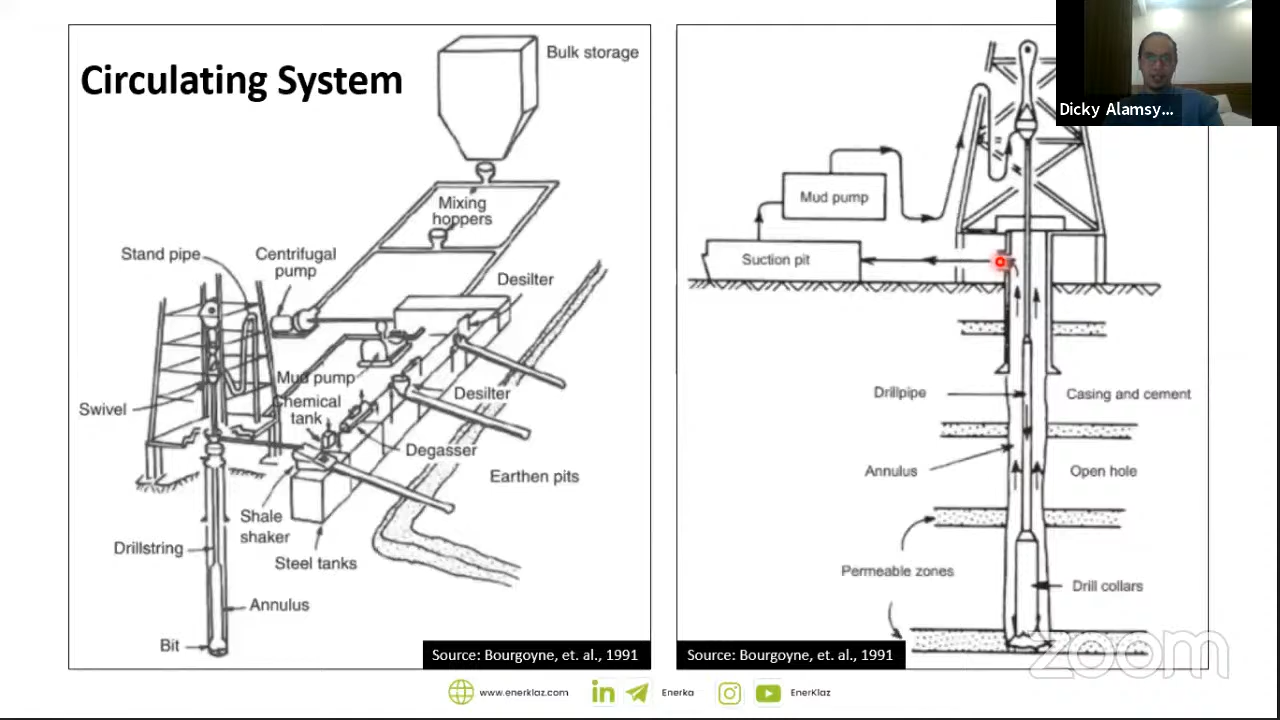 Circulating System
Bulk storage
Mixing
hoppers
Stand pipe
Centrifugal
pump
Desilter
Mud pump
Chemical
tank
Desilter
Swivel
Degasser
Earthen pits
Shale
shaker
Steel tanks
Drillstring
Annulus
Bit
Source: Bourgoyne, et. al., 1991
Dicky Alamsy...
Mud pump
Suction pit
Drillpipe
Casing and cement
Annulus
Open hole
Permeable zones
Drill collars
Source: Bourgoyne, et. al., 1991
zoom
www.enerklaz.com
in
Enerka
EnerKlaz